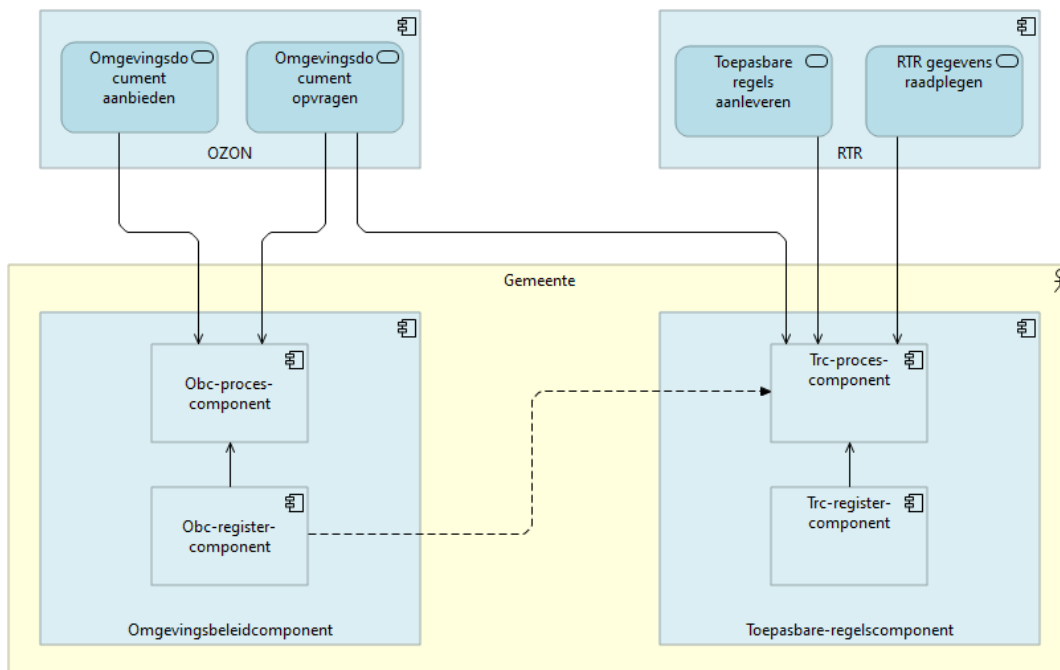 Omgevingsdo
cument
aanbieden
Omgevingsdo
cument
opvragen
OZON
Toepasbare
regels
aanleveren
RTR gegevens
raadplegen
RTR
Gemeente
Obc-proces-
component
Trc-proces-
component
Obc-register-
component
Trc-register-
component
Omgevingsbeleidcomponent
Toepasbare-regelscomponent